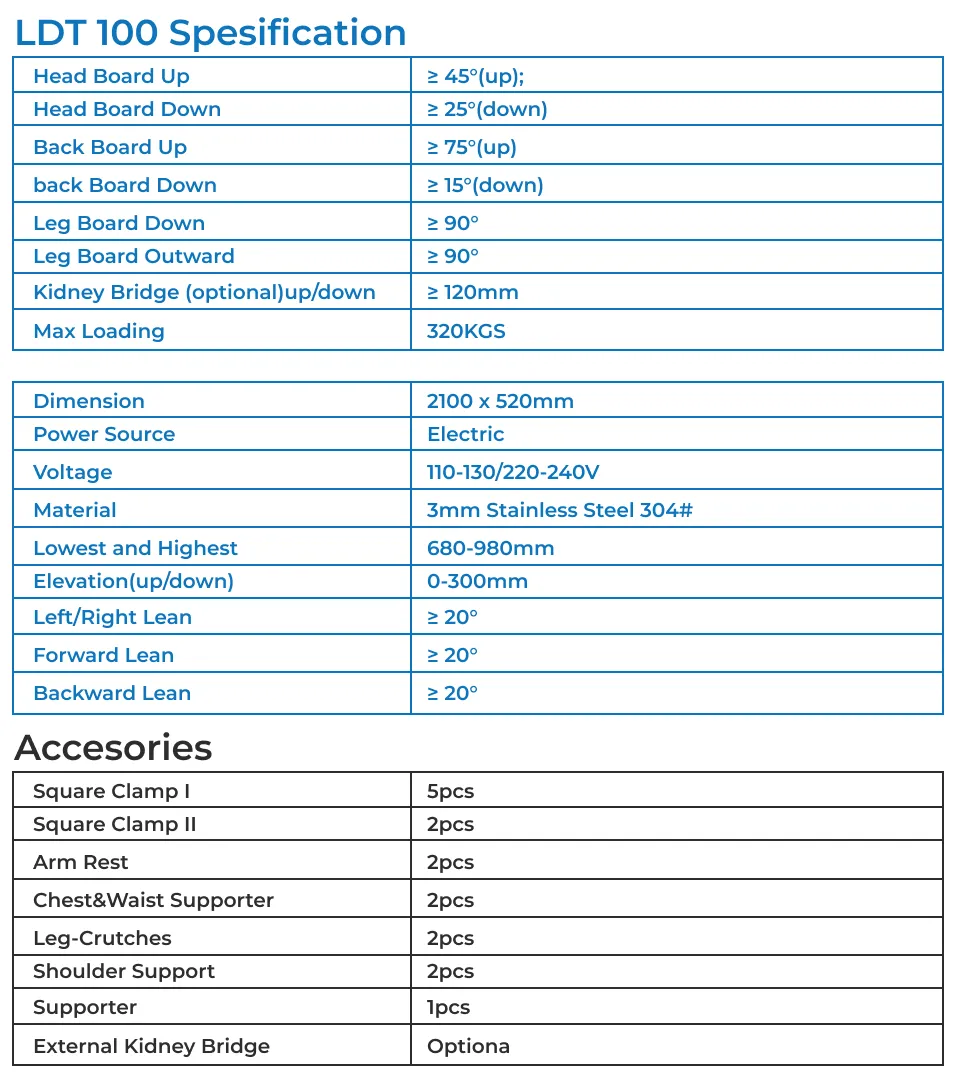 LDT 100 Spesification
Head Board Up ≥ 45°(up);
Head Board Down ≥ 25°(down)
Back Board Up ≥ 75°(up)
back Board Down ≥ 15°(down)
Leg Board Down ≥ 90°
Leg Board Outward ≥ 90°
Kidney Bridge (optional)up/down ≥ 120mm
Max Loading 320KGS
Dimension 2100 x 520mm
Power Source Electric
Voltage 110-130/220-240V
Material 3mm Stainless Steel 304#
Lowest and Highest 680-980mm
Elevation(up/down) 0-300mm
Left/Right Lean ≥ 20°
Forward Lean ≥ 20°
Backward Lean ≥ 20°
Accesories
Square Clamp I 5pcs
Square Clamp II 2pcs
Arm Rest 2pcs
Chest&Waist Supporter 2pcs
Leg-Crutches 2pcs
Shoulder Support 2pcs
Supporter 1pcs
External Kidney Bridge Optiona